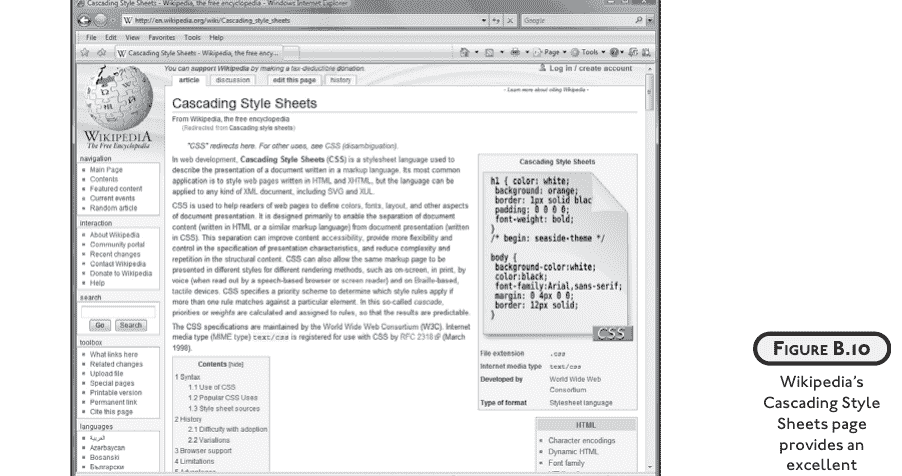 Cascading Style Sheets - Wikipedia, the free encyclopedia - Windows Internet Explorer
W http://en.wikipedia.org/wiki/Cascading_style_sheets
Google
File Edit View Favorites Tools Help
W Cascading Style Sheets - Wikipedia, the free ency...
Page Tools
You can support Wikipedia by making a tax-deductible donation.
Log in / create account
article discussion edit this page history
- Learn more about citing Wikipedia -
Cascading Style Sheets
From Wikipedia, the free encyclopedia
(Redirected from Cascading style sheets)
"CSS" redirects here. For other uses, see CSS (disambiguation).
In web development, Cascading Style Sheets (CSS) is a stylesheet language used to
describe the presentation of a document written in a markup language. Its most common
application is to style web pages written in HTML and XHTML, but the language can be
applied to any kind of XML document, including SVG and XUL.
CSS is used to help readers of web pages to define colors, fonts, layout, and other aspects
of document presentation. It is designed primarily to enable the separation of document
content (written in HTML or a similar markup language) from document presentation (written
in CSS). This separation can improve content accessibility, provide more flexibility and
control in the specification of presentation characteristics, and reduce complexity and
repetition in the structural content. CSS can also allow the same markup page to be
presented in different styles for different rendering methods, such as on-screen, in print, by
voice (when read out by a speech-based browser or screen reader) and on Braille-based,
tactile devices. CSS specifies a priority scheme to determine which style rules apply if
more than one rule matches against a particular element. In this so-called cascade,
priorities or weights are calculated and assigned to rules, so that the results are predictable.
The CSS specifications are maintained by the World Wide Web Consortium (W3C). Internet
media type (MIME type) text/css is registered for use with CSS by RFC 2318 (March
1998).
Contents [hide]
1 Syntax
1.1 Use of CSS
1.2 Popular CSS Uses
1.3 Style sheet sources
2 History
2.1 Difficulty with adoption
2.2 Variations
3 Browser support
4 Limitations
5 Advantages
WIKIPEDIA
The Free Encyclopedia
navigation
Main Page
Contents
Featured content
Current events
Random article
interaction
About Wikipedia
Community portal
Recent changes
Contact Wikipedia
Donate to Wikipedia
Help
search
Go Search
toolbox
What links here
Related changes
Upload file
Special pages
Printable version
Permanent link
Cite this page
languages
العربية
Azərbaycan
Bosanski
Български
Cascading Style Sheets
h1 { color: white;
background: orange;
border: 1px solid blac
padding: 0 0 0 0;
font-weight: bold;
}
/* begin: seaside-theme */
body {
background-color:white;
color:black;
font-family:Arial,sans-serif;
margin: 0 4px 0 0;
border: 12px solid;
}
CSS
File extension .css
Internet media type text/css
Developed by World Wide Web
Consortium
Type of format Stylesheet language
HTML
Character encodings
Dynamic HTML
Font family
FIGURE B.10
Wikipedia's
Cascading Style
Sheets page
provides an
excellent